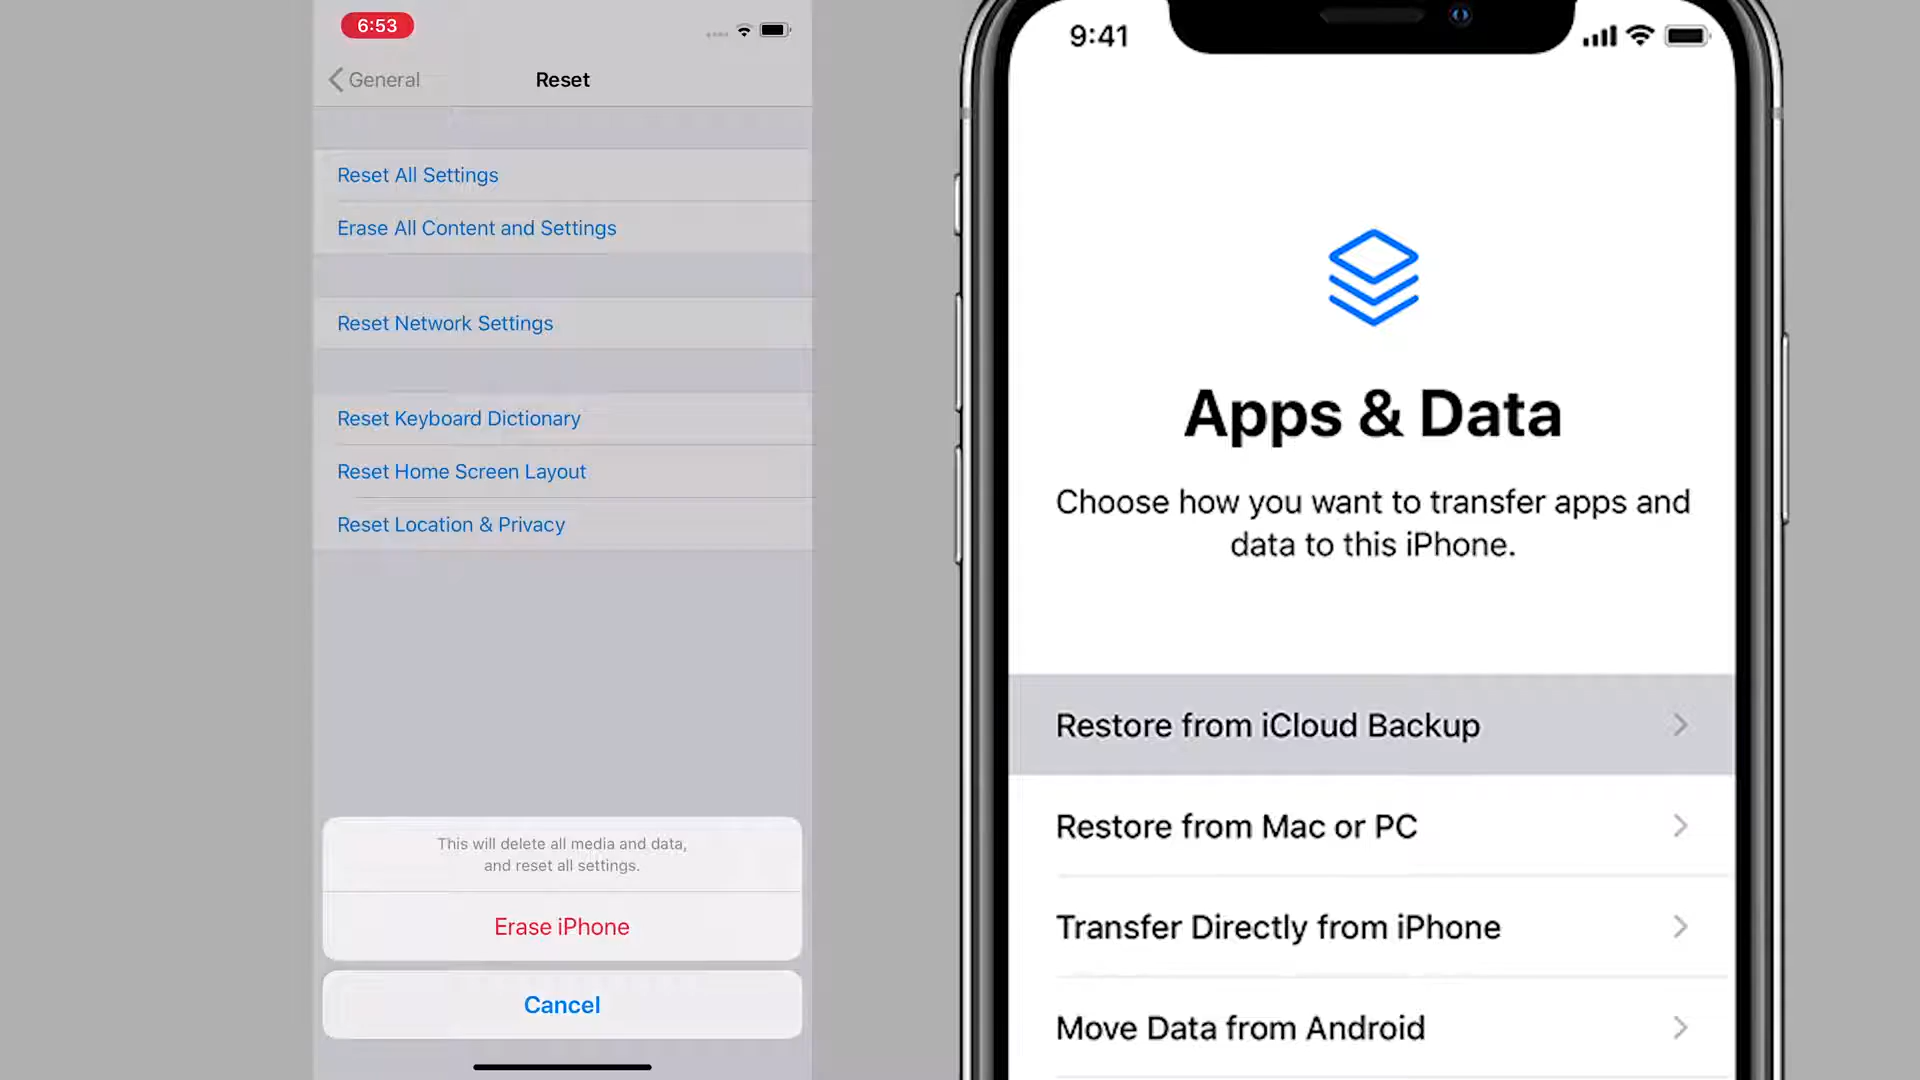 6:53
General
Reset
Reset All Settings
Erase All Content and Settings
Reset Network Settings
Reset Keyboard Dictionary
Reset Home Screen Layout
Reset Location & Privacy
This will delete all media and data,
and reset all settings.
Erase iPhone
Cancel
9:41
Apps & Data
Choose how you want to transfer apps and
data to this iPhone.
Restore from iCloud Backup
Restore from Mac or PC
Transfer Directly from iPhone
Move Data from Android